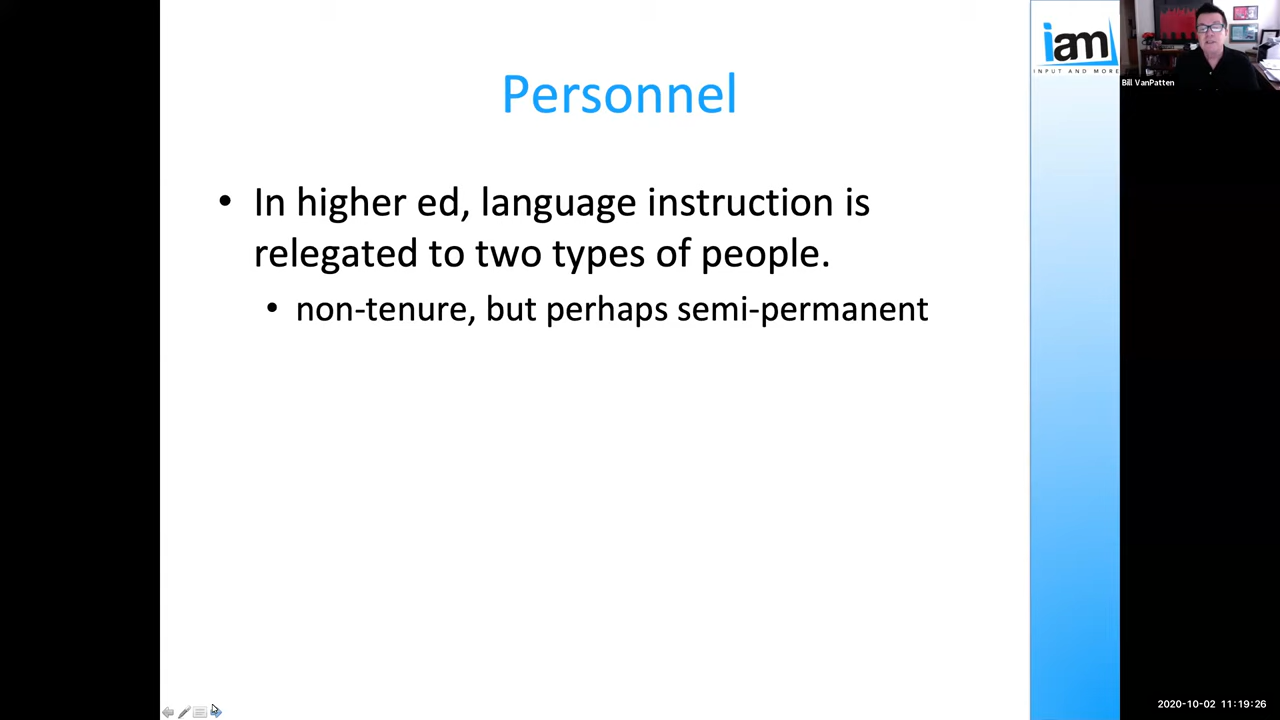 Personnel
• In higher ed, language instruction is
relegated to two types of people.
• non-tenure, but perhaps semi-permanent
iam
INPUT AND MORE
Bill VanPatten
2020-10-02 11:19:26